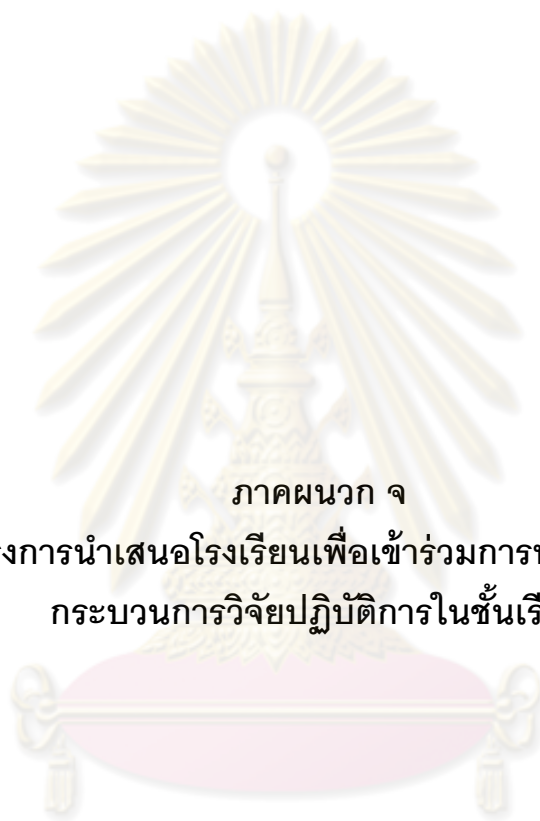 ภาคผนวก จ
งการนำเสนอโรงเรียนเพื่อเข้าร่วมการ
กระบวนการวิจัยปฏิบัติการในชั้นเรี